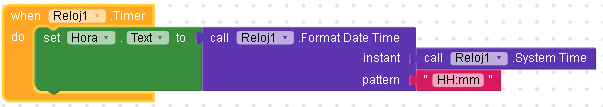 when Reloj1 .Timer
do set Hora . Text to call Reloj1 .Format Date Time
instant call Reloj1 .System Time
pattern " HH:mm "